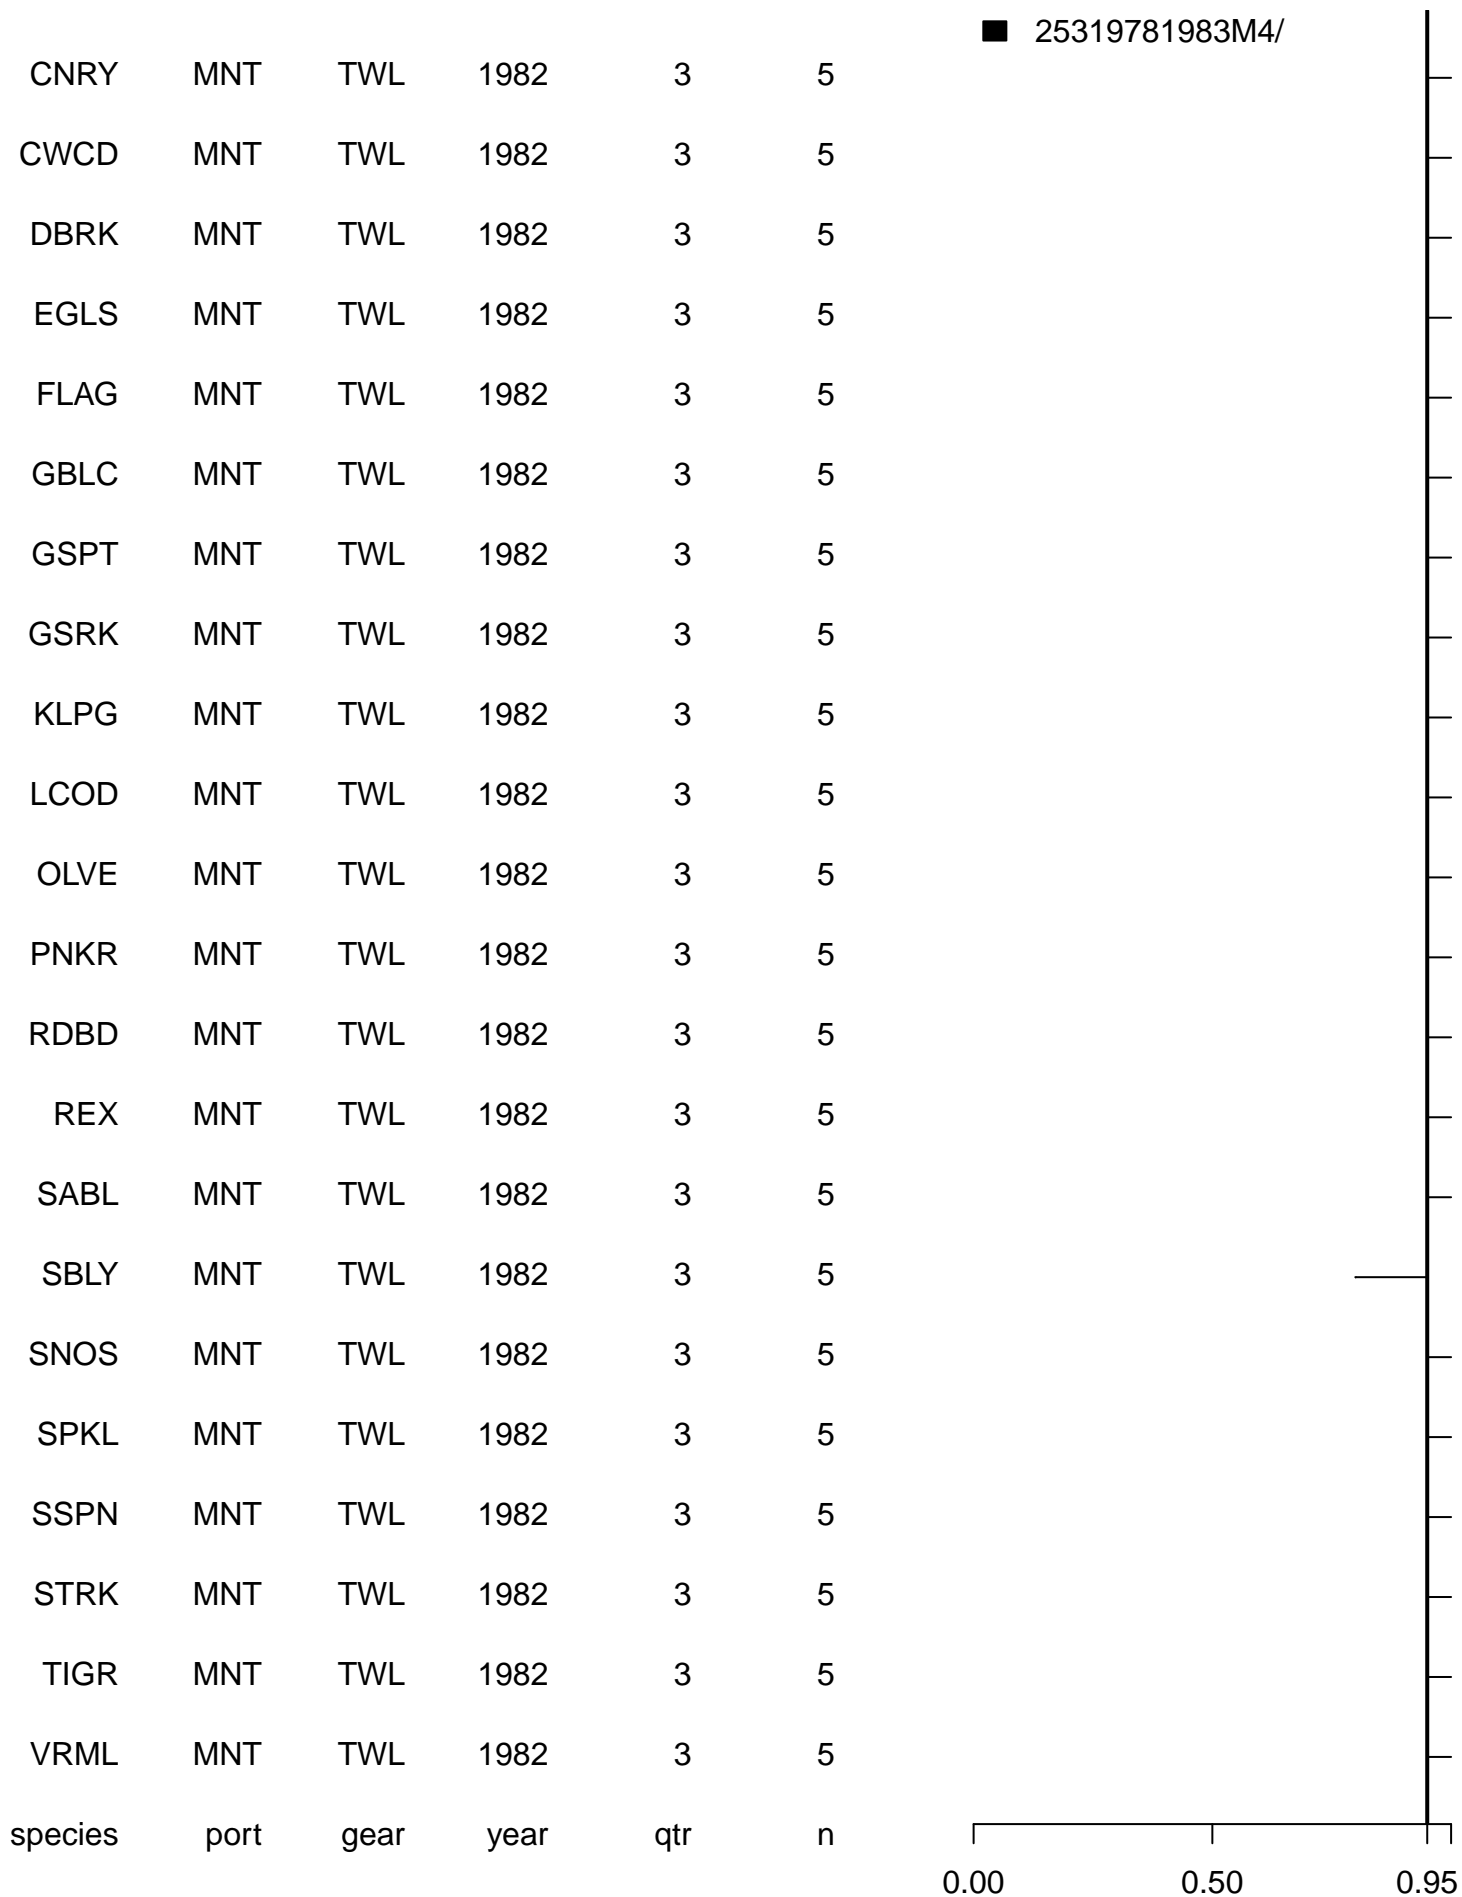 25319781983M4/
CNRY MNT TWL 1982 3 5
CWCD MNT TWL 1982 3 5
DBRK MNT TWL 1982 3 5
EGLS MNT TWL 1982 3 5
FLAG MNT TWL 1982 3 5
GBLC MNT TWL 1982 3 5
GSPT MNT TWL 1982 3 5
GSRK MNT TWL 1982 3 5
KLPG MNT TWL 1982 3 5
LCOD MNT TWL 1982 3 5
OLVE MNT TWL 1982 3 5
PNKR MNT TWL 1982 3 5
RDBD MNT TWL 1982 3 5
REX MNT TWL 1982 3 5
SABL MNT TWL 1982 3 5
SBLY MNT TWL 1982 3 5
SNOS MNT TWL 1982 3 5
SPKL MNT TWL 1982 3 5
SSPN MNT TWL 1982 3 5
STRK MNT TWL 1982 3 5
TIGR MNT TWL 1982 3 5
VRML MNT TWL 1982 3 5
species port gear year qtr n
0.00 0.50 0.95